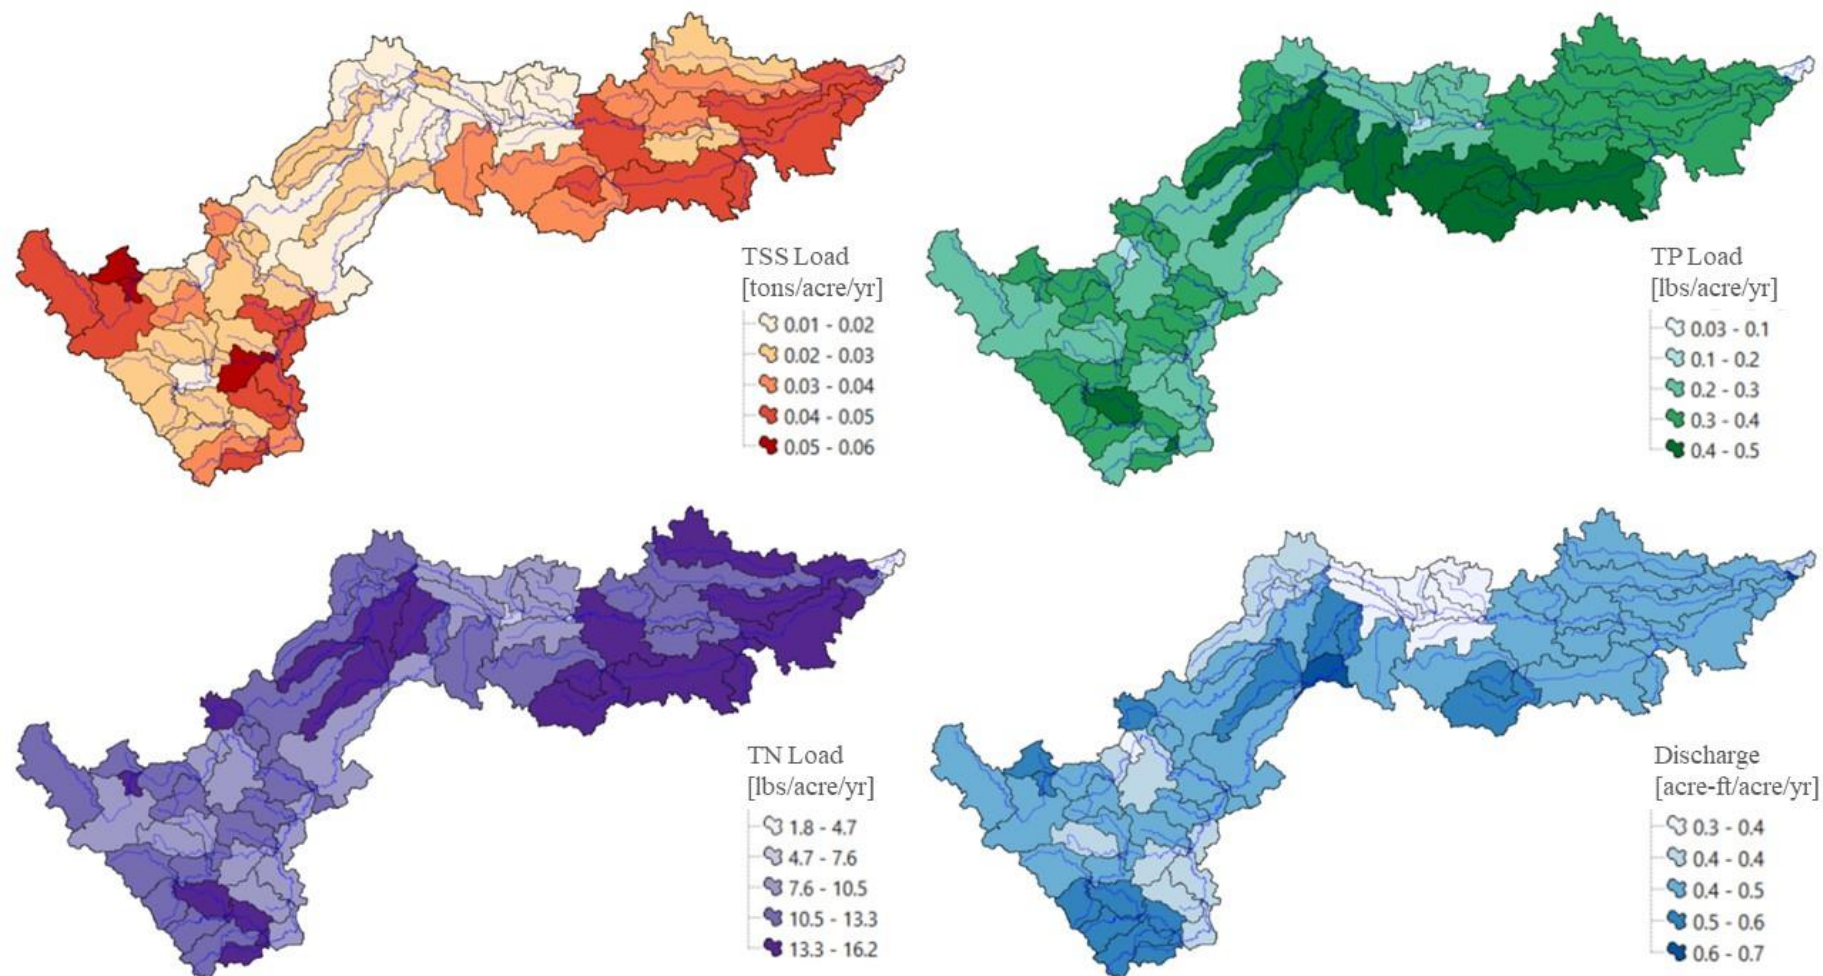 TSS Load
[tons/acre/yr]
0.01 - 0.02
0.02 - 0.03
0.03 - 0.04
0.04 - 0.05
0.05 - 0.06
TP Load
[lbs/acre/yr]
0.03 - 0.1
0.1 - 0.2
0.2 - 0.3
0.3 - 0.4
0.4 - 0.5
TN Load
[lbs/acre/yr]
1.8 - 4.7
4.7 - 7.6
7.6 - 10.5
10.5 - 13.3
13.3 - 16.2
Discharge
[acre-ft/acre/yr]
0.3 - 0.4
0.4 - 0.4
0.4 - 0.5
0.5 - 0.6
0.6 - 0.7